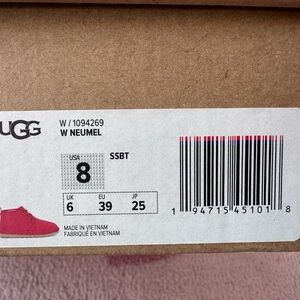 UGG
W / 1094269
W NEUMEL
USA
8
SSBT
UK
6
EU
39
JP
25
MADE IN VIETNAM
FABRIQUÉ EN VIETNAM
1 94715 45101 8